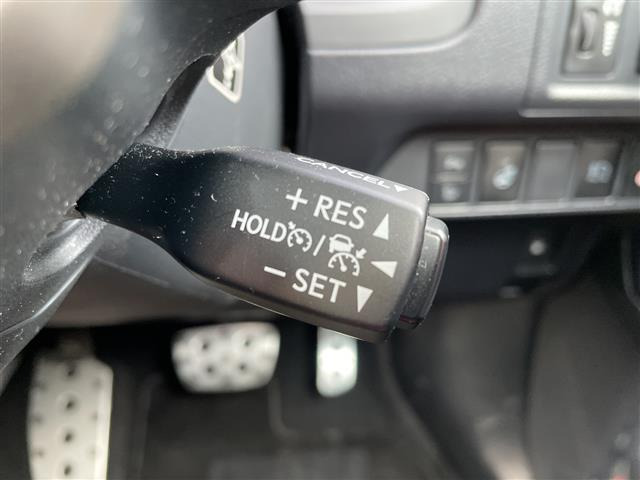 CANCEL
+ RES
HOLD /
− SET